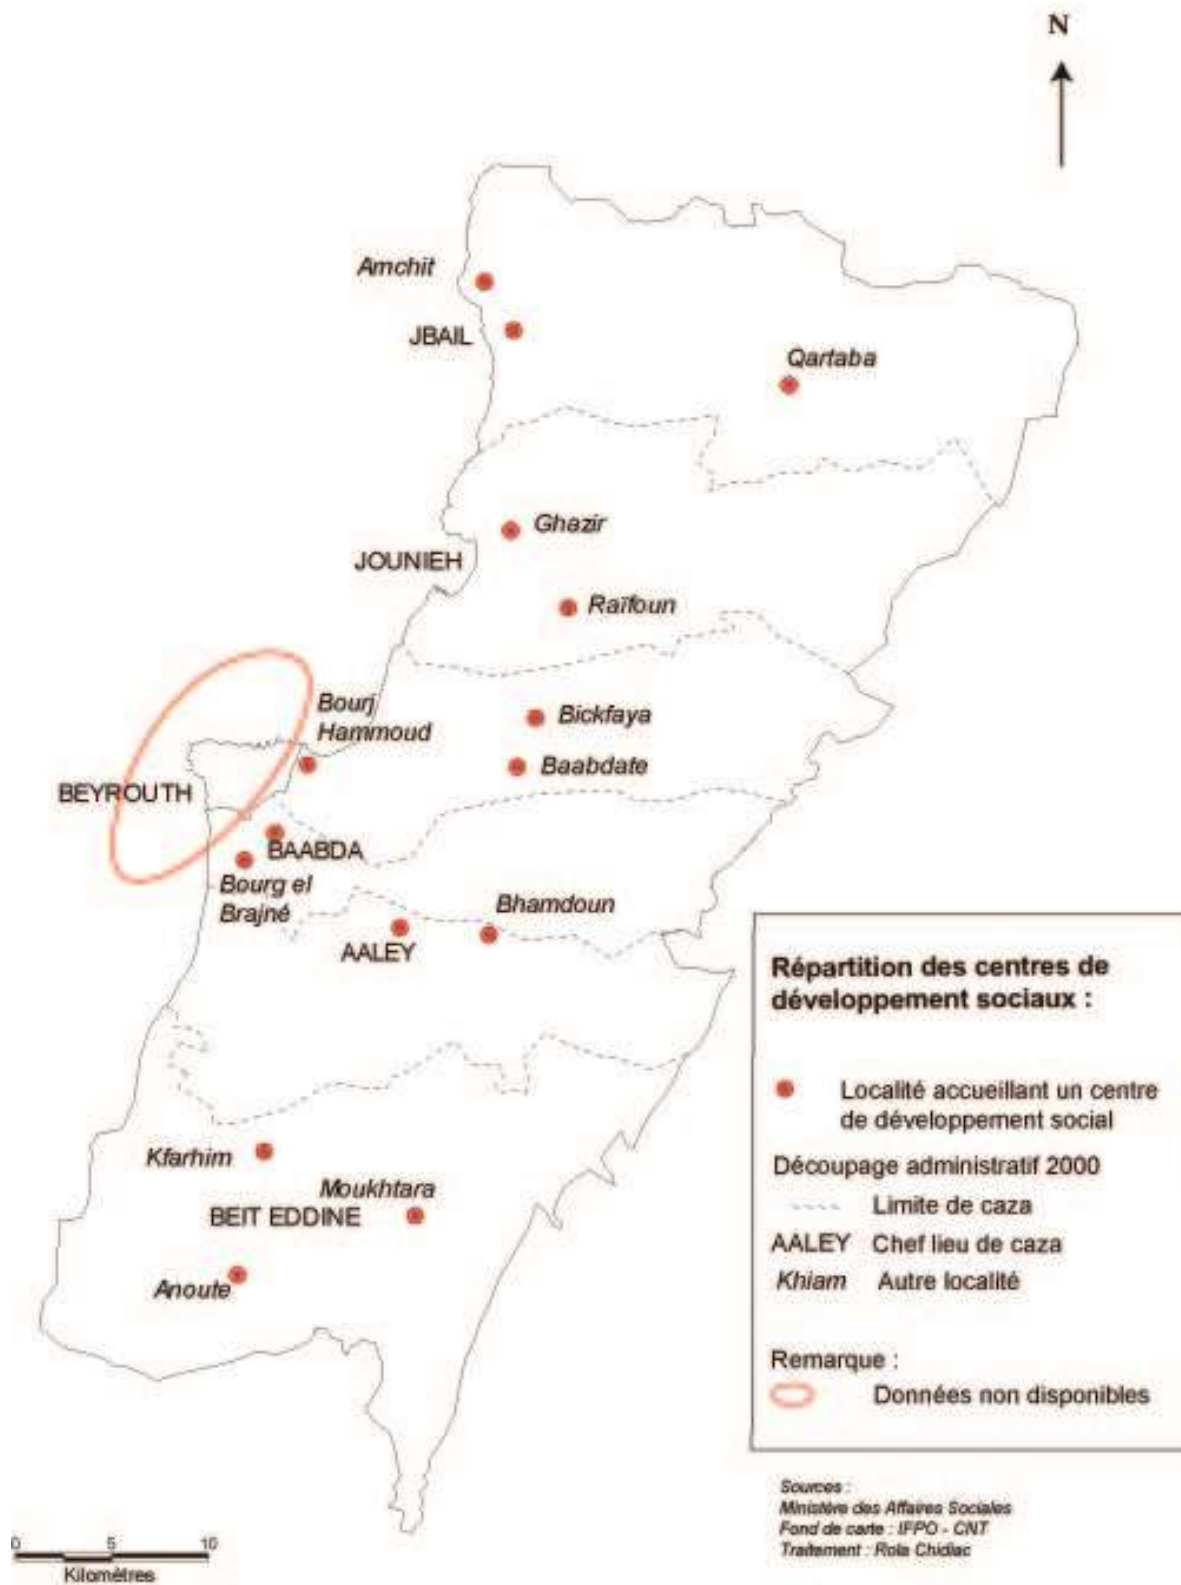 N
Amchit
JBAIL
Qartaba
Ghazir
JOUNIEH
Raïfoun
Bourj
Hammoud
Bickfaya
Baabdate
BEYROUTH
BAABDA
Bourg el
Brajné
Bhamdoun
AALEY
Kfarhim
Moukhtara
BEIT EDDINE
Anoute
Répartition des centres de
développement sociaux :
Localité accueillant un centre
de développement social
Découpage administratif 2000
Limite de caza
AALEY Chef lieu de caza
Khiam Autre localité
Remarque :
Données non disponibles
Sources :
Ministère des Affaires Sociales
Fond de carte : IFPO - CNT
Traitement : Rola Chidiac
0 5 10
Kilomètres